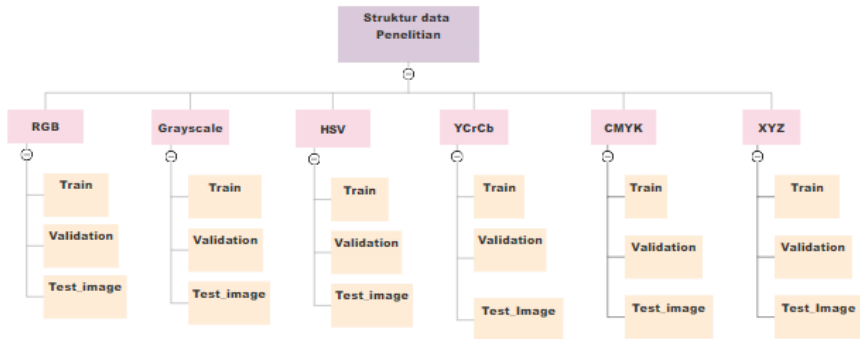 Struktur data
Penelitian
RGB
Grayscale
HSV
YCrCb
CMYK
XYZ
Train
Validation
Test_image
Train
Validation
Test_image
Train
Validation
Test_image
Train
Validation
Test_Image
Train
Validation
Test_image
Train
Validation
Test_Image